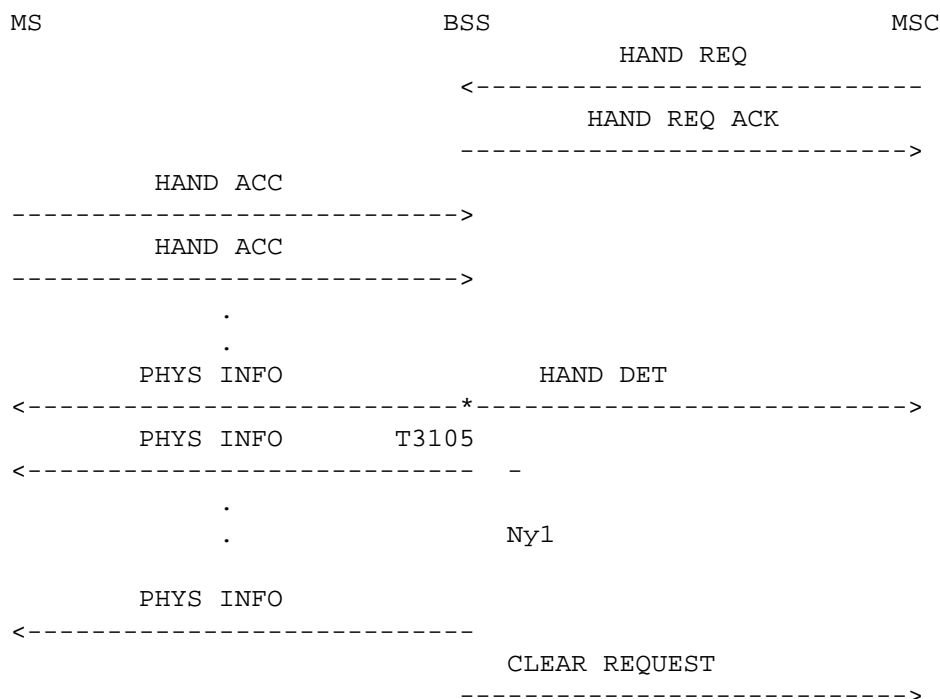 MS BSS MSC
HAND REQ
<-----------------------------
HAND REQ ACK
---------------------------->
HAND ACC
---------------------------->
HAND ACC
---------------------------->
.
.
PHYS INFO HAND DET
<---------------------------*--------------------------->
PHYS INFO T3105
<---------------------------- -
.
. Ny1
PHYS INFO
<----------------------------
CLEAR REQUEST
---------------------------->